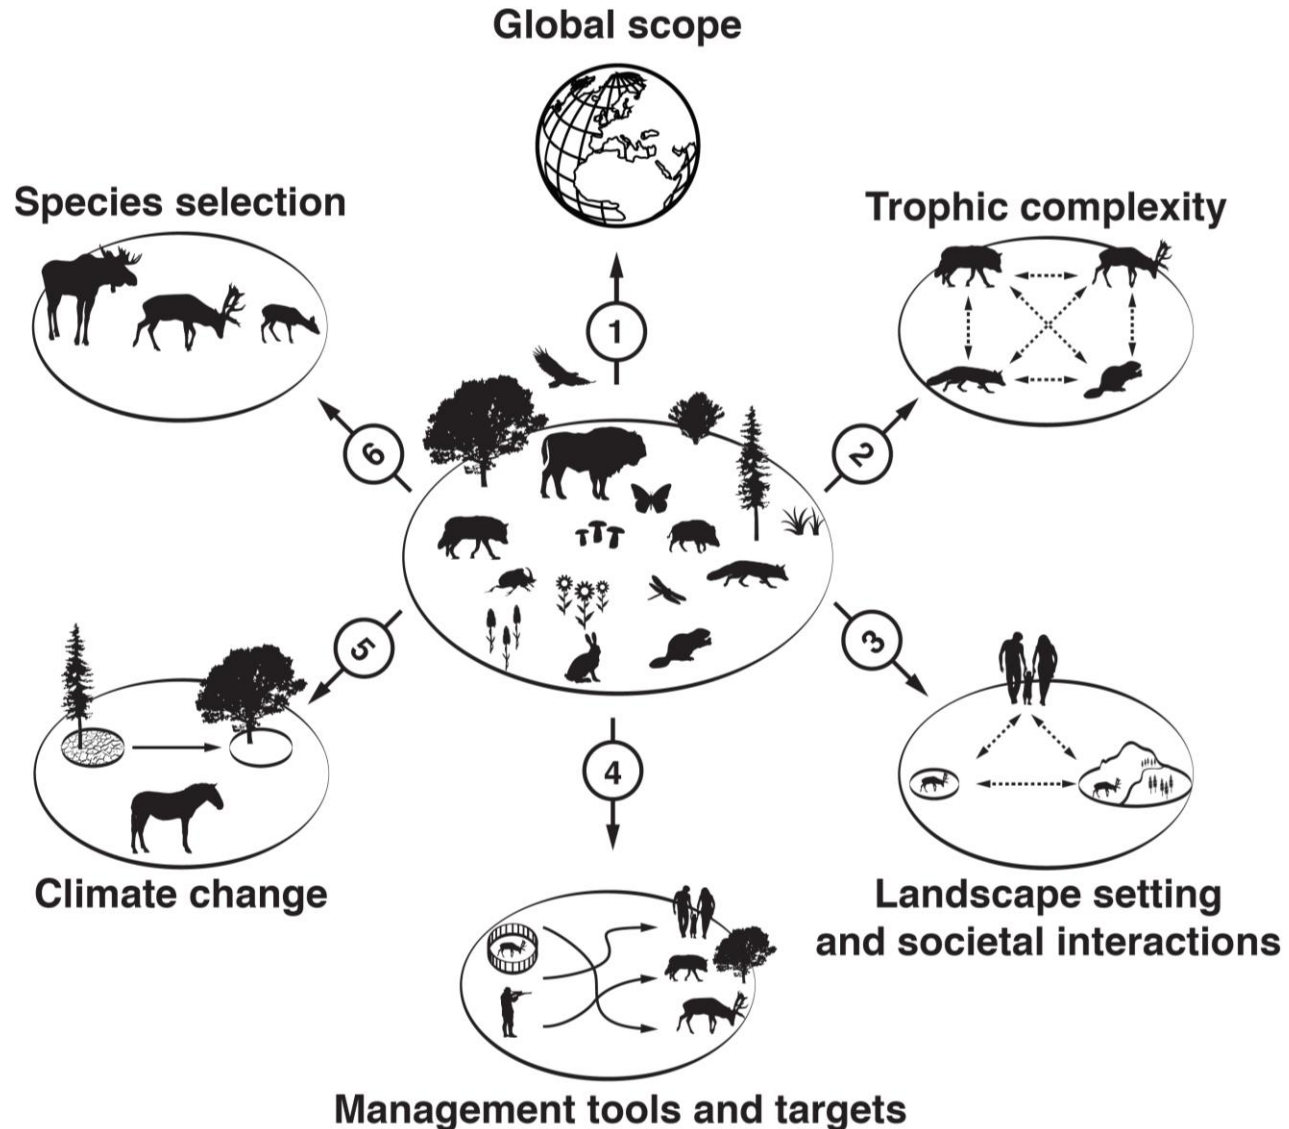 Global scope
Species selection
Trophic complexity
1
6
2
5
3
4
Climate change
Landscape setting
and societal interactions
Management tools and targets